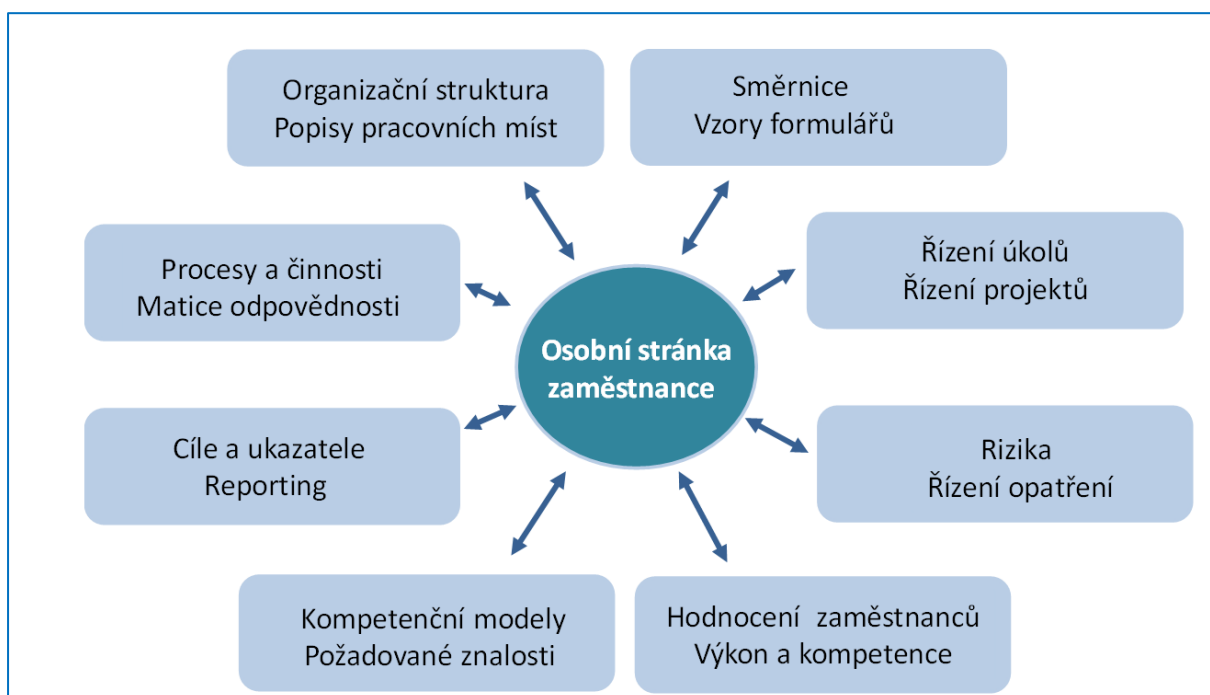 Organizační struktura
Popisy pracovních míst
Směrnice
Vzory formulářů
Procesy a činnosti
Matice odpovědnosti
Řízení úkolů
Řízení projektů
Osobní stránka
zaměstnance
Cíle a ukazatele
Reporting
Rizika
Řízení opatření
Kompetenční modely
Požadované znalosti
Hodnocení zaměstnanců
Výkon a kompetence